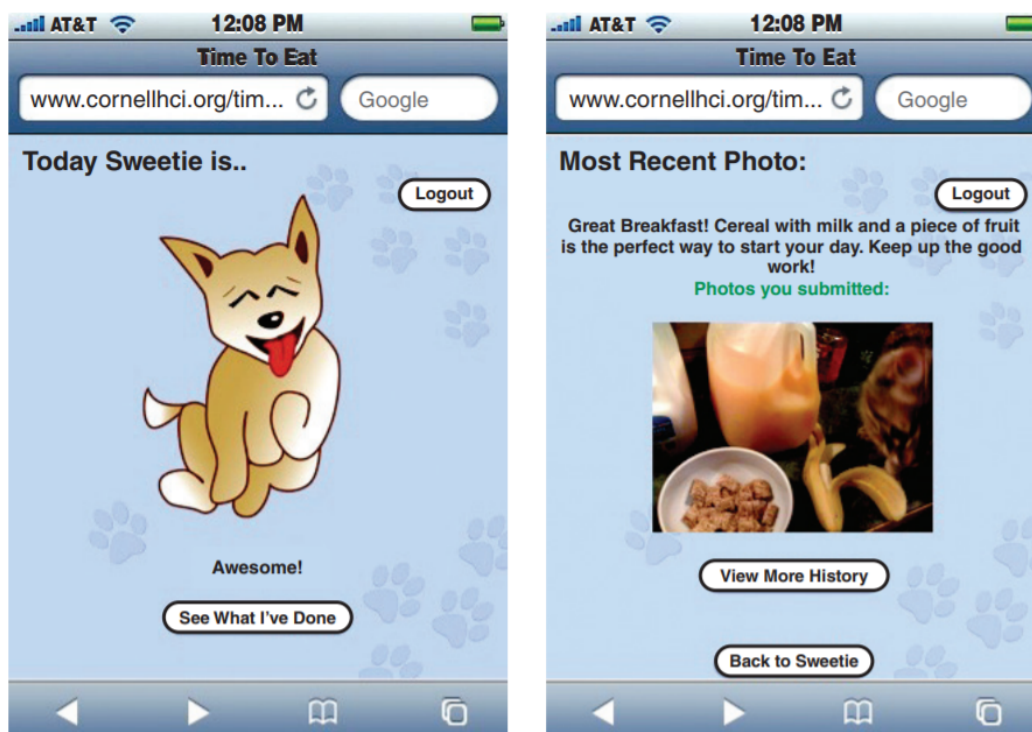 AT&T 12:08 PM
Time To Eat
www.cornellhci.org/tim... Google
Today Sweetie is..
Logout
Awesome!
See What I've Done
AT&T 12:08 PM
Time To Eat
www.cornellhci.org/tim... Google
Most Recent Photo:
Logout
Great Breakfast! Cereal with milk and a piece of fruit
is the perfect way to start your day. Keep up the good
work!
Photos you submitted:
View More History
Back to Sweetie